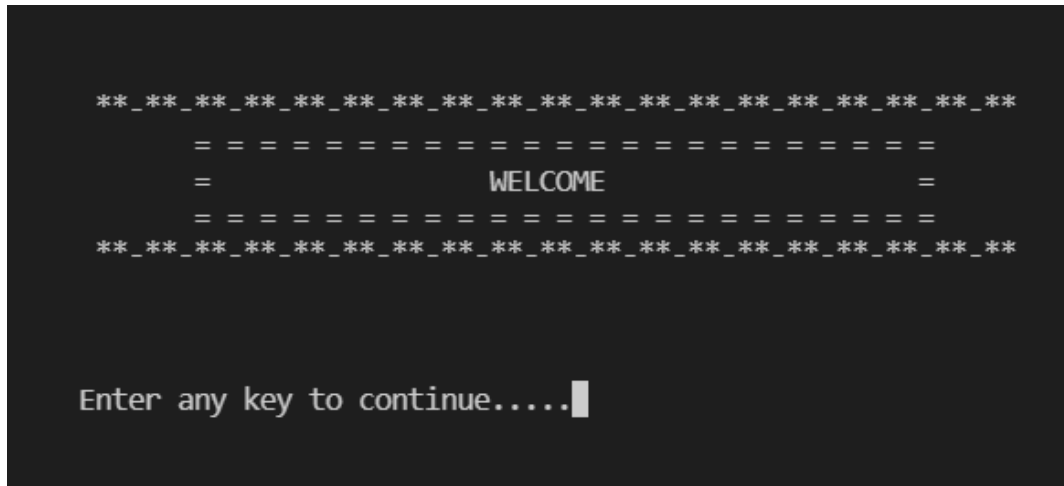 **_**_**_**_**_**_**_**_**_**_**_**_**_**_**_**_**_**_**
= = = = = = = = = = = = = = = = = = = = = = =
= WELCOME =
= = = = = = = = = = = = = = = = = = = = = = =
**_**_**_**_**_**_**_**_**_**_**_**_**_**_**_**_**_**_**
Enter any key to continue.....